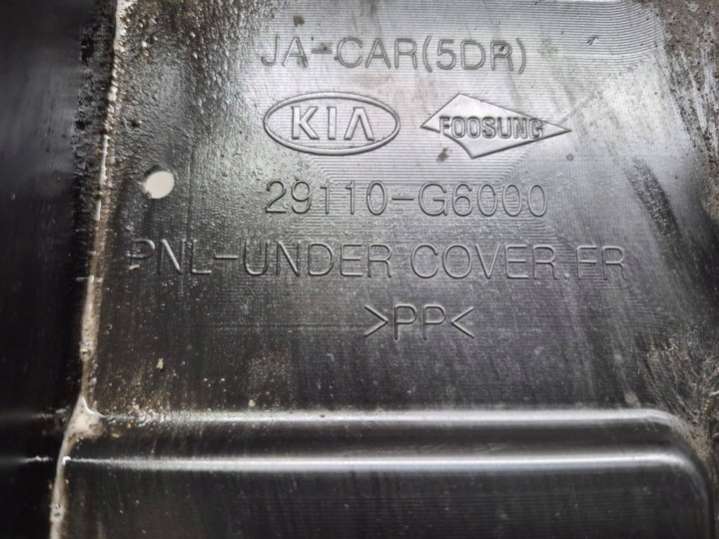 JA-CAR(5DR)
KIA FOOSUNG
29110-G6000
PNL-UNDER COVER.FR
>PP<